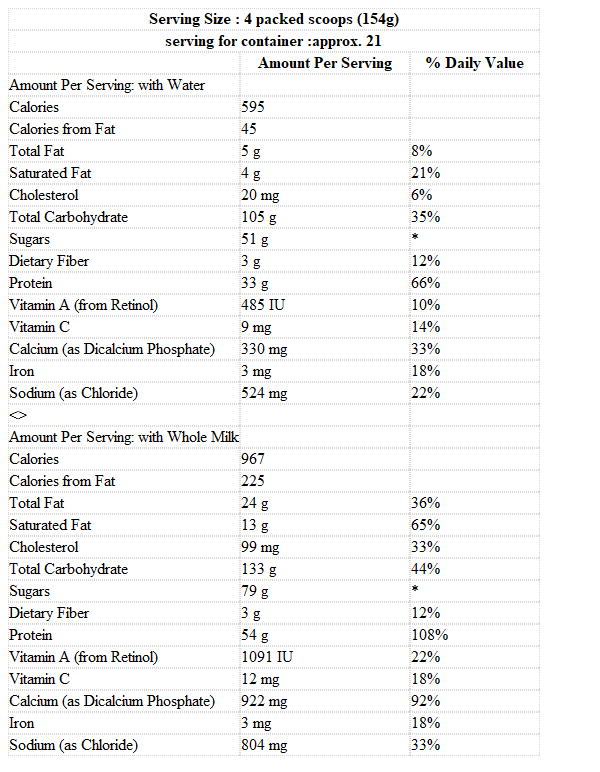 Serving Size : 4 packed scoops (154g)
serving for container :approx. 21
Amount Per Serving % Daily Value
Amount Per Serving: with Water
Calories 595
Calories from Fat 45
Total Fat 5 g 8%
Saturated Fat 4 g 21%
Cholesterol 20 mg 6%
Total Carbohydrate 105 g 35%
Sugars 51 g *
Dietary Fiber 3 g 12%
Protein 33 g 66%
Vitamin A (from Retinol) 485 IU 10%
Vitamin C 9 mg 14%
Calcium (as Dicalcium Phosphate) 330 mg 33%
Iron 3 mg 18%
Sodium (as Chloride) 524 mg 22%
<>
Amount Per Serving: with Whole Milk
Calories 967
Calories from Fat 225
Total Fat 24 g 36%
Saturated Fat 13 g 65%
Cholesterol 99 mg 33%
Total Carbohydrate 133 g 44%
Sugars 79 g *
Dietary Fiber 3 g 12%
Protein 54 g 108%
Vitamin A (from Retinol) 1091 IU 22%
Vitamin C 12 mg 18%
Calcium (as Dicalcium Phosphate) 922 mg 92%
Iron 3 mg 18%
Sodium (as Chloride) 804 mg 33%